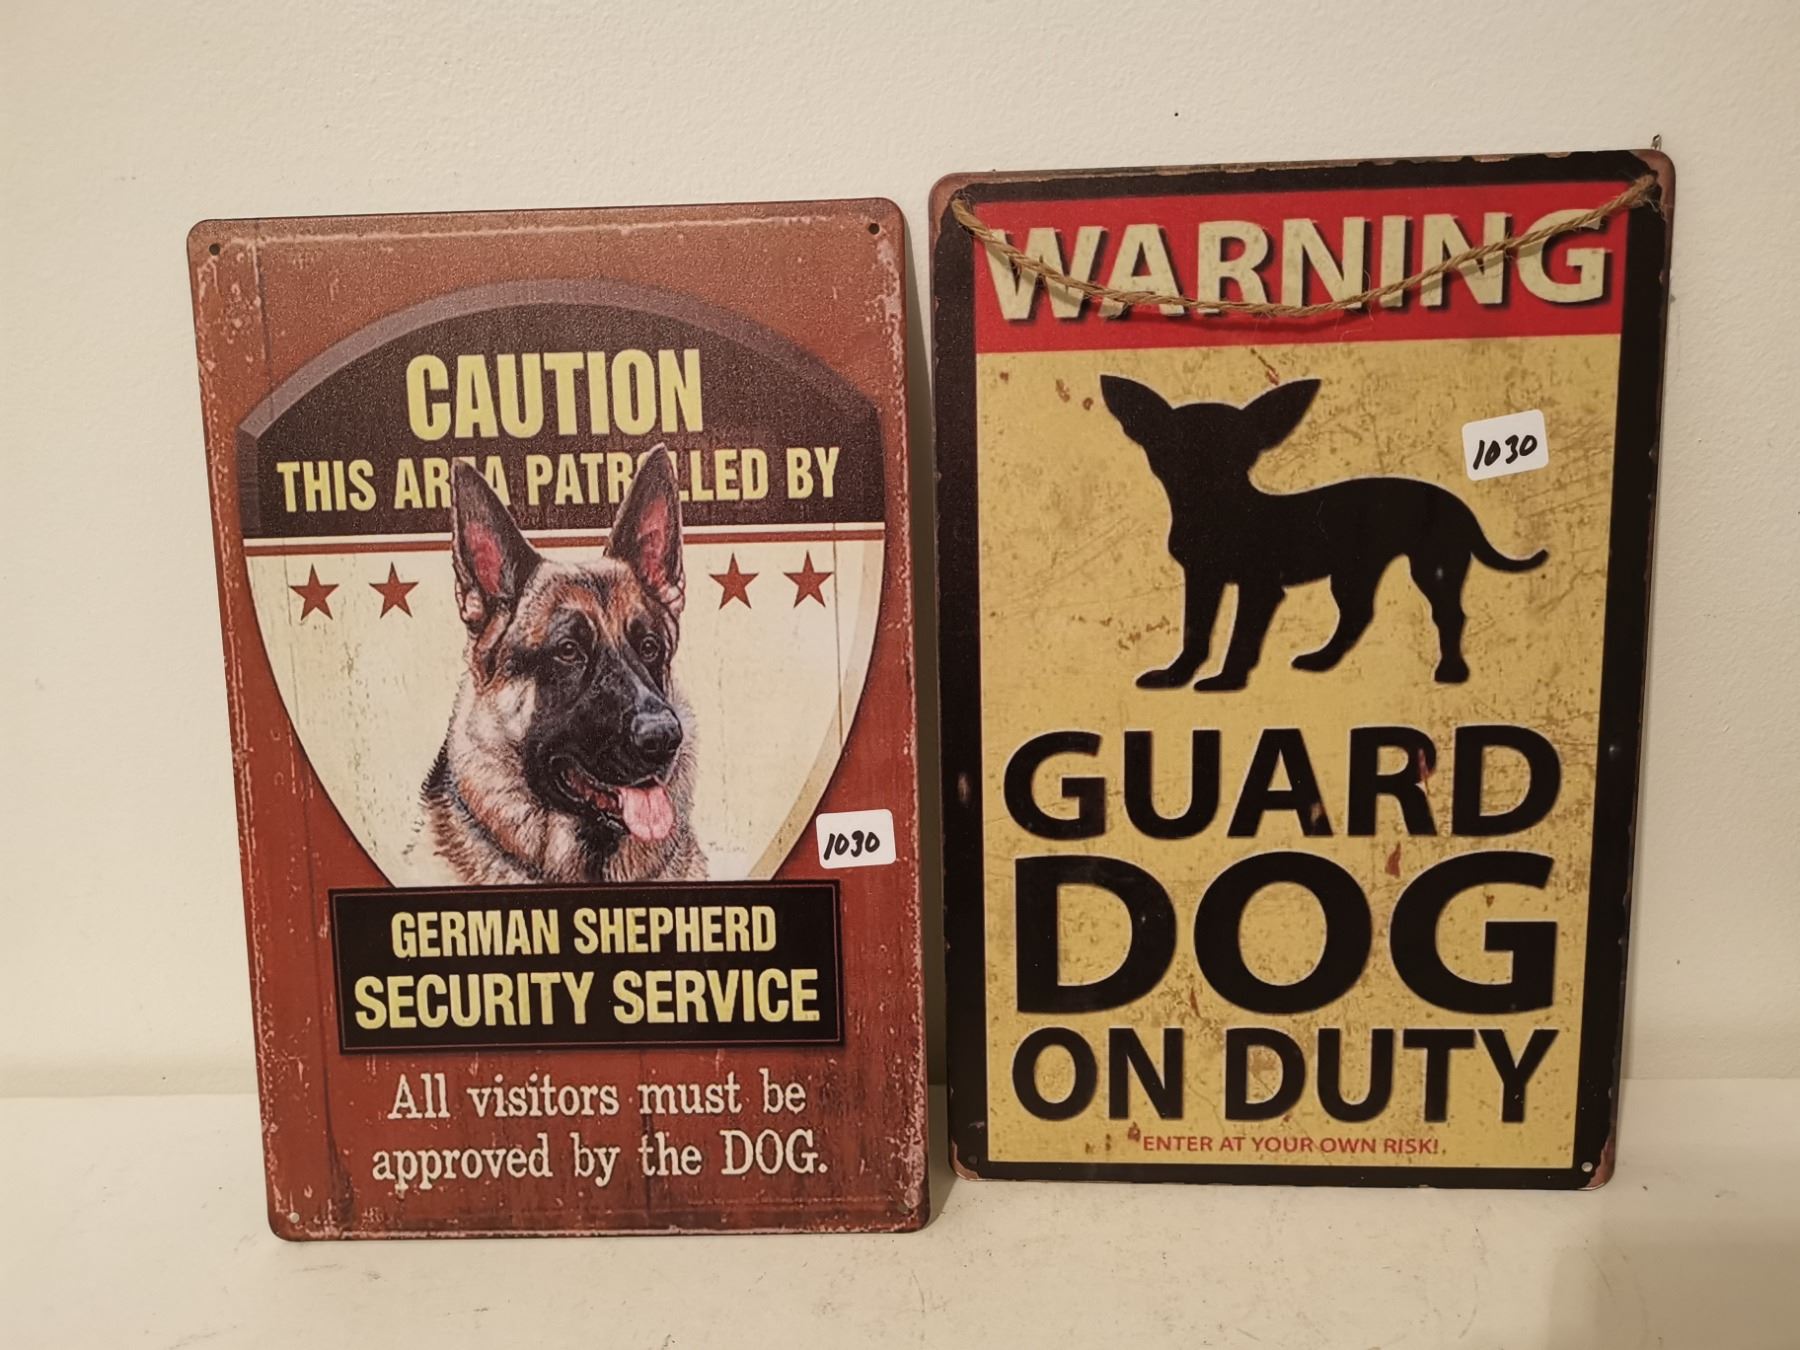 CAUTION
THIS AREA PATROLLED BY
1030
GERMAN SHEPHERD
SECURITY SERVICE
All visitors must be
approved by the DOG.
WARNING
1030
GUARD
DOG
ON DUTY
ENTER AT YOUR OWN RISK!